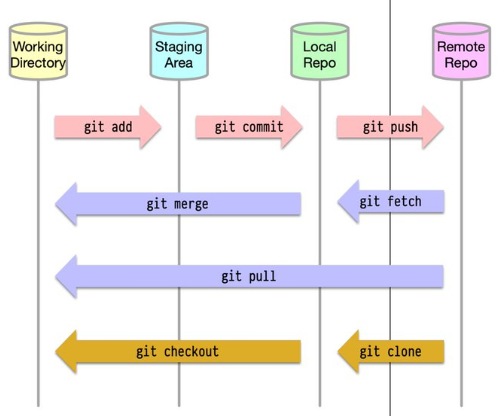 Working
Directory
Staging
Area
Local
Repo
Remote
Repo
git add
git commit
git push
git merge
git fetch
git pull
git checkout
git clone